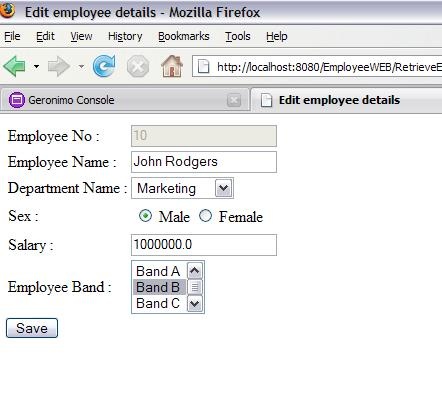 Edit employee details - Mozilla Firefox
File Edit View History Bookmarks Tools Help
http://localhost:8080/EmployeeWEB/RetrieveE
Geronimo Console Edit employee details
Employee No : 10
Employee Name : John Rodgers
Department Name : Marketing
Sex : Male Female
Salary : 1000000.0
Band A
Employee Band : Band B
Band C
Save